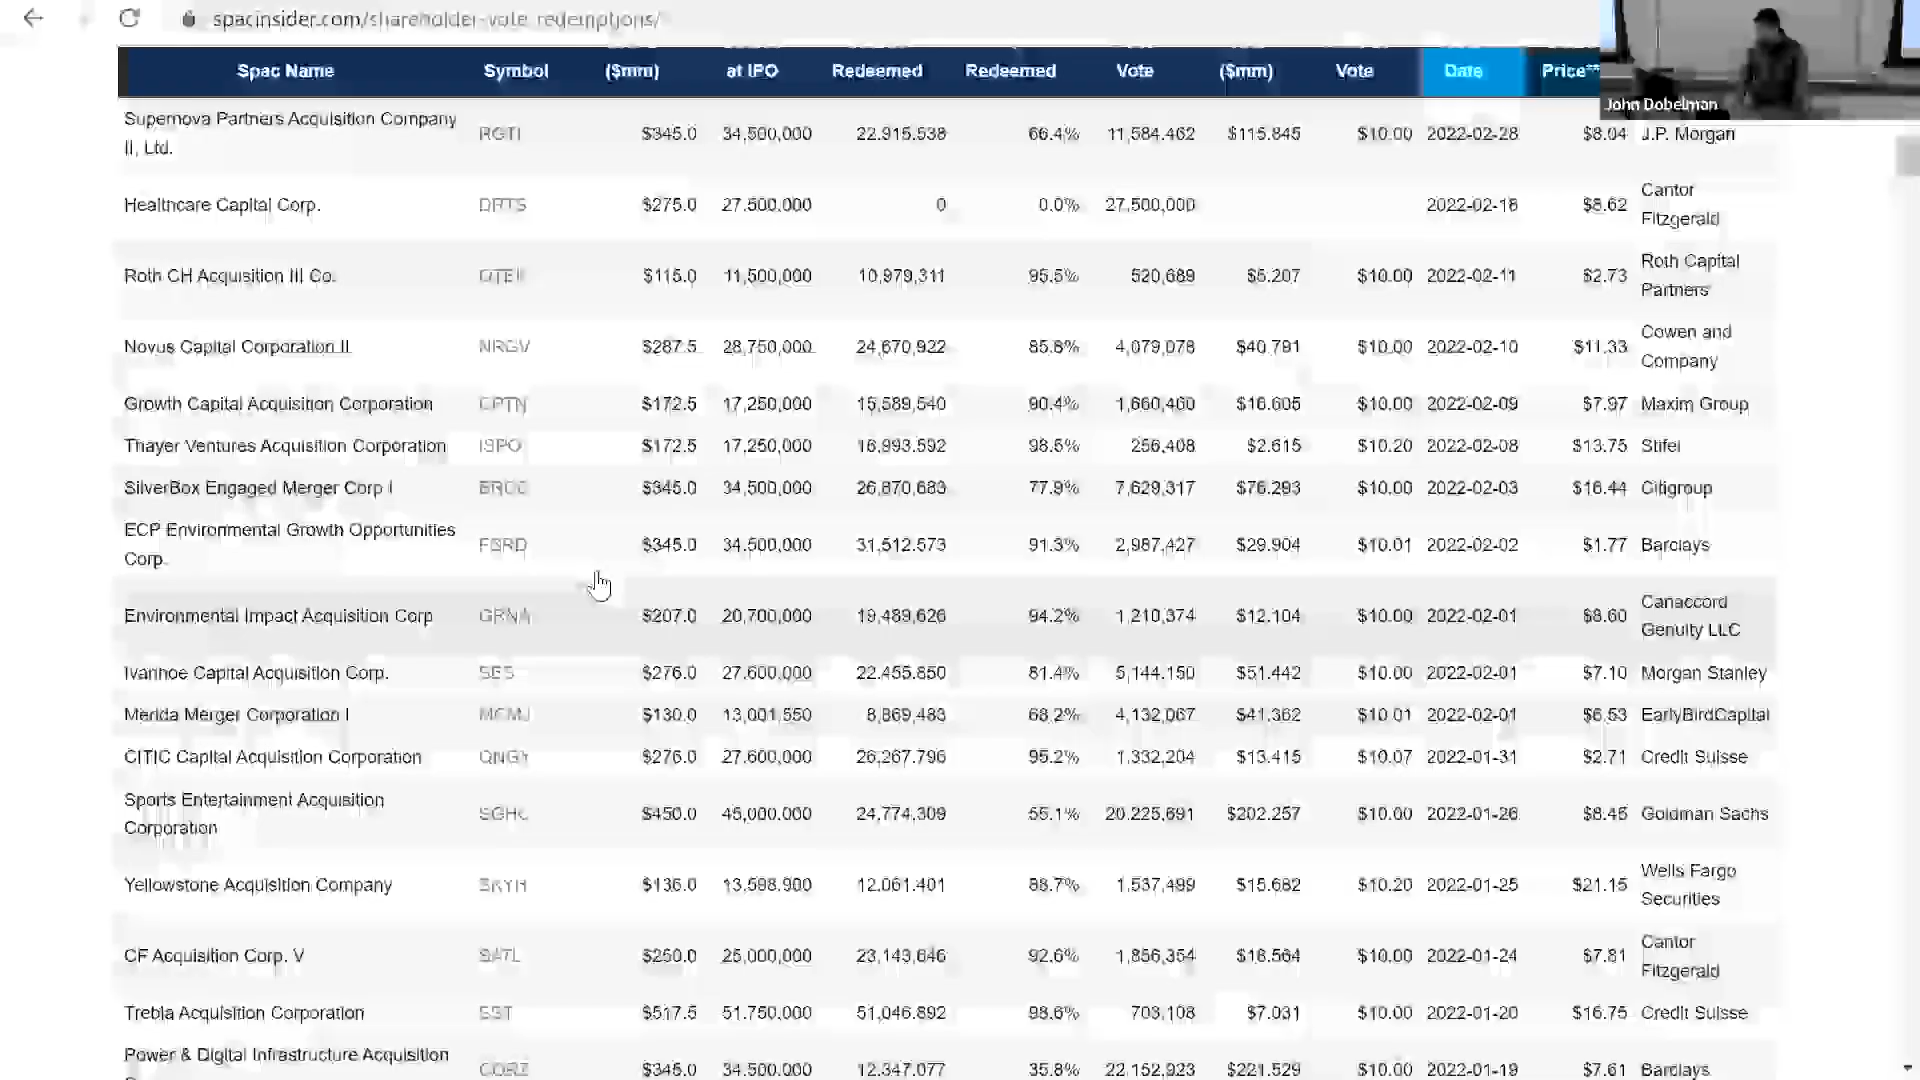 spacinsider.com/shareholder-vote-redemptions/
Spac Name Symbol ($mm) at IPO Redeemed Redeemed Vote ($mm) Vote Date Price**
John Dobelman
Supernova Partners Acquisition Company
II, Ltd.
RGTI $345.0 34,500,000 22,915,538 66.4% 11,584,462 $115.845 $10.00 2022-02-28 $8.04 J.P. Morgan
Healthcare Capital Corp. DRTS $275.0 27,500,000 0 0.0% 27,500,000 2022-02-18 $8.62 Cantor
Fitzgerald
Roth CH Acquisition III Co. QTEK $115.0 11,500,000 10,979,311 95.5% 520,689 $5.207 $10.00 2022-02-11 $2.73 Roth Capital
Partners
Novus Capital Corporation II NRGV $287.5 28,750,000 24,670,922 85.8% 4,079,078 $40.791 $10.00 2022-02-10 $11.33 Cowen and
Company
Growth Capital Acquisition Corporation CPTN $172.5 17,250,000 15,589,540 90.4% 1,660,460 $16.605 $10.00 2022-02-09 $7.97 Maxim Group
Thayer Ventures Acquisition Corporation ISPO $172.5 17,250,000 16,993,592 98.5% 256,408 $2.615 $10.20 2022-02-08 $13.75 Stifel
SilverBox Engaged Merger Corp I BRCC $345.0 34,500,000 26,870,683 77.9% 7,629,317 $76.293 $10.00 2022-02-03 $16.44 Citigroup
ECP Environmental Growth Opportunities
Corp.
$345.0 34,500,000 31,512,573 91.3% 2,987,427 $29.904 $10.01 2022-02-02 $1.77 Barclays
Environmental Impact Acquisition Corp GRNA $207.0 20,700,000 19,489,626 94.2% 1,210,374 $12.104 $10.00 2022-02-01 $8.60 Canaccord
Genuity LLC
Ivanhoe Capital Acquisition Corp. SES $276.0 27,600,000 22,455,850 81.4% 5,144,150 $51.442 $10.00 2022-02-01 $7.10 Morgan Stanley
Merida Merger Corporation I MCMJ $130.0 13,001,550 8,869,483 68.2% 4,132,067 $41.362 $10.01 2022-02-01 $6.53 EarlyBirdCapital
CITIC Capital Acquisition Corporation QNGY $276.0 27,600,000 26,267,796 95.2% 1,332,204 $13.415 $10.07 2022-01-31 $2.71 Credit Suisse
Sports Entertainment Acquisition
Corporation
SGHC $450.0 45,000,000 24,774,309 55.1% 20,225,691 $202.257 $10.00 2022-01-26 $8.45 Goldman Sachs
Yellowstone Acquisition Company SKYH $136.0 13,598,900 12,061,401 88.7% 1,537,499 $15.682 $10.20 2022-01-25 $21.15 Wells Fargo
Securities
CF Acquisition Corp. V SATL $250.0 25,000,000 23,143,646 92.6% 1,856,354 $18.564 $10.00 2022-01-24 $7.81 Cantor
Fitzgerald
Trebia Acquisition Corporation SST $517.5 51,750,000 51,046,892 98.6% 703,108 $7.031 $10.00 2022-01-20 $16.75 Credit Suisse
Power & Digital Infrastructure Acquisition
CORZ $345.0 34,500,000 12,347,077 35.8% 22,152,923 $221.529 $10.00 2022-01-19 $7.61 Barclays